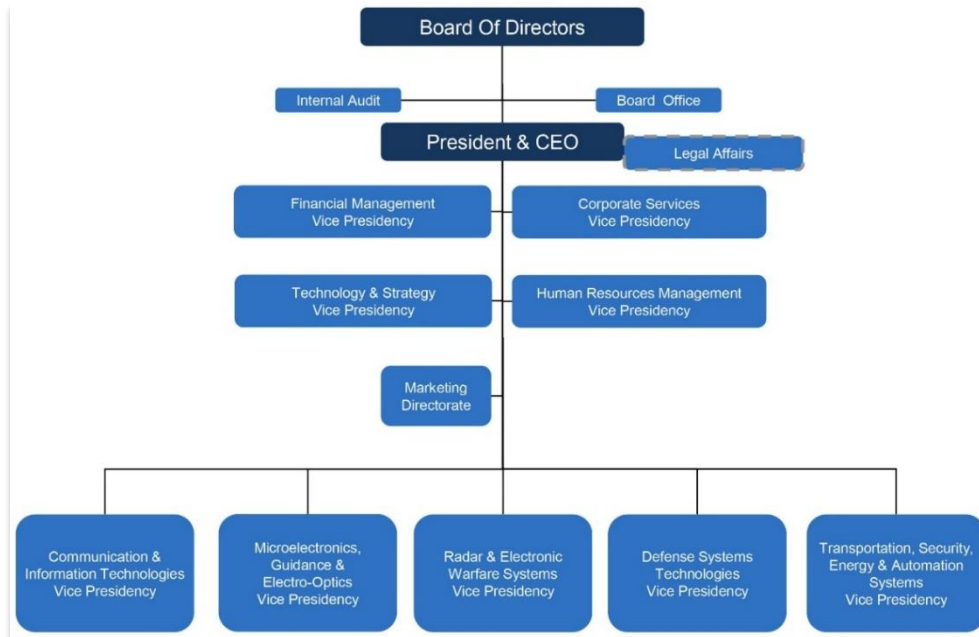 Board Of Directors
Internal Audit
Board Office
President & CEO
Legal Affairs
Financial Management
Vice Presidency
Corporate Services
Vice Presidency
Technology & Strategy
Vice Presidency
Human Resources Management
Vice Presidency
Marketing
Directorate
Communication &
Information Technologies
Vice Presidency
Microelectronics,
Guidance &
Electro-Optics
Vice Presidency
Radar & Electronic
Warfare Systems
Vice Presidency
Defense Systems
Technologies
Vice Presidency
Transportation, Security,
Energy & Automation
Systems
Vice Presidency